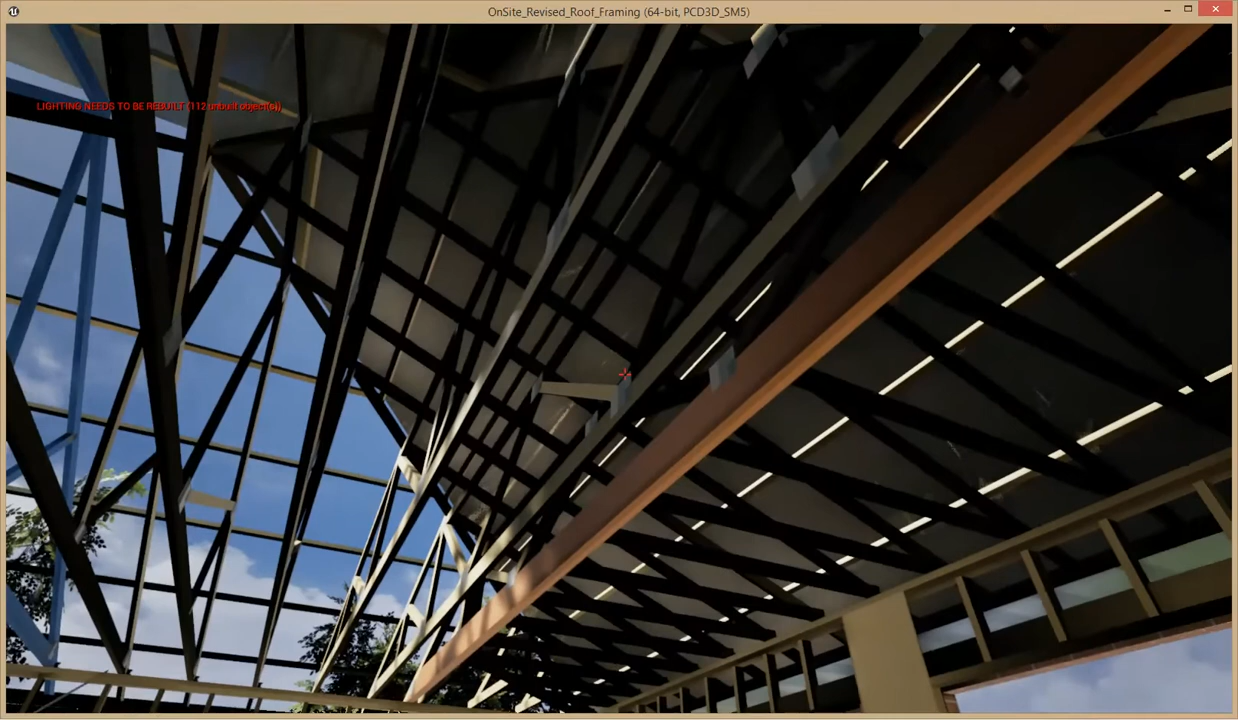 OnSite_Revised_Roof_Framing (64-bit, PCD3D_SM5)
LIGHTING NEEDS TO BE REBUILT (112 unbuilt object(s))